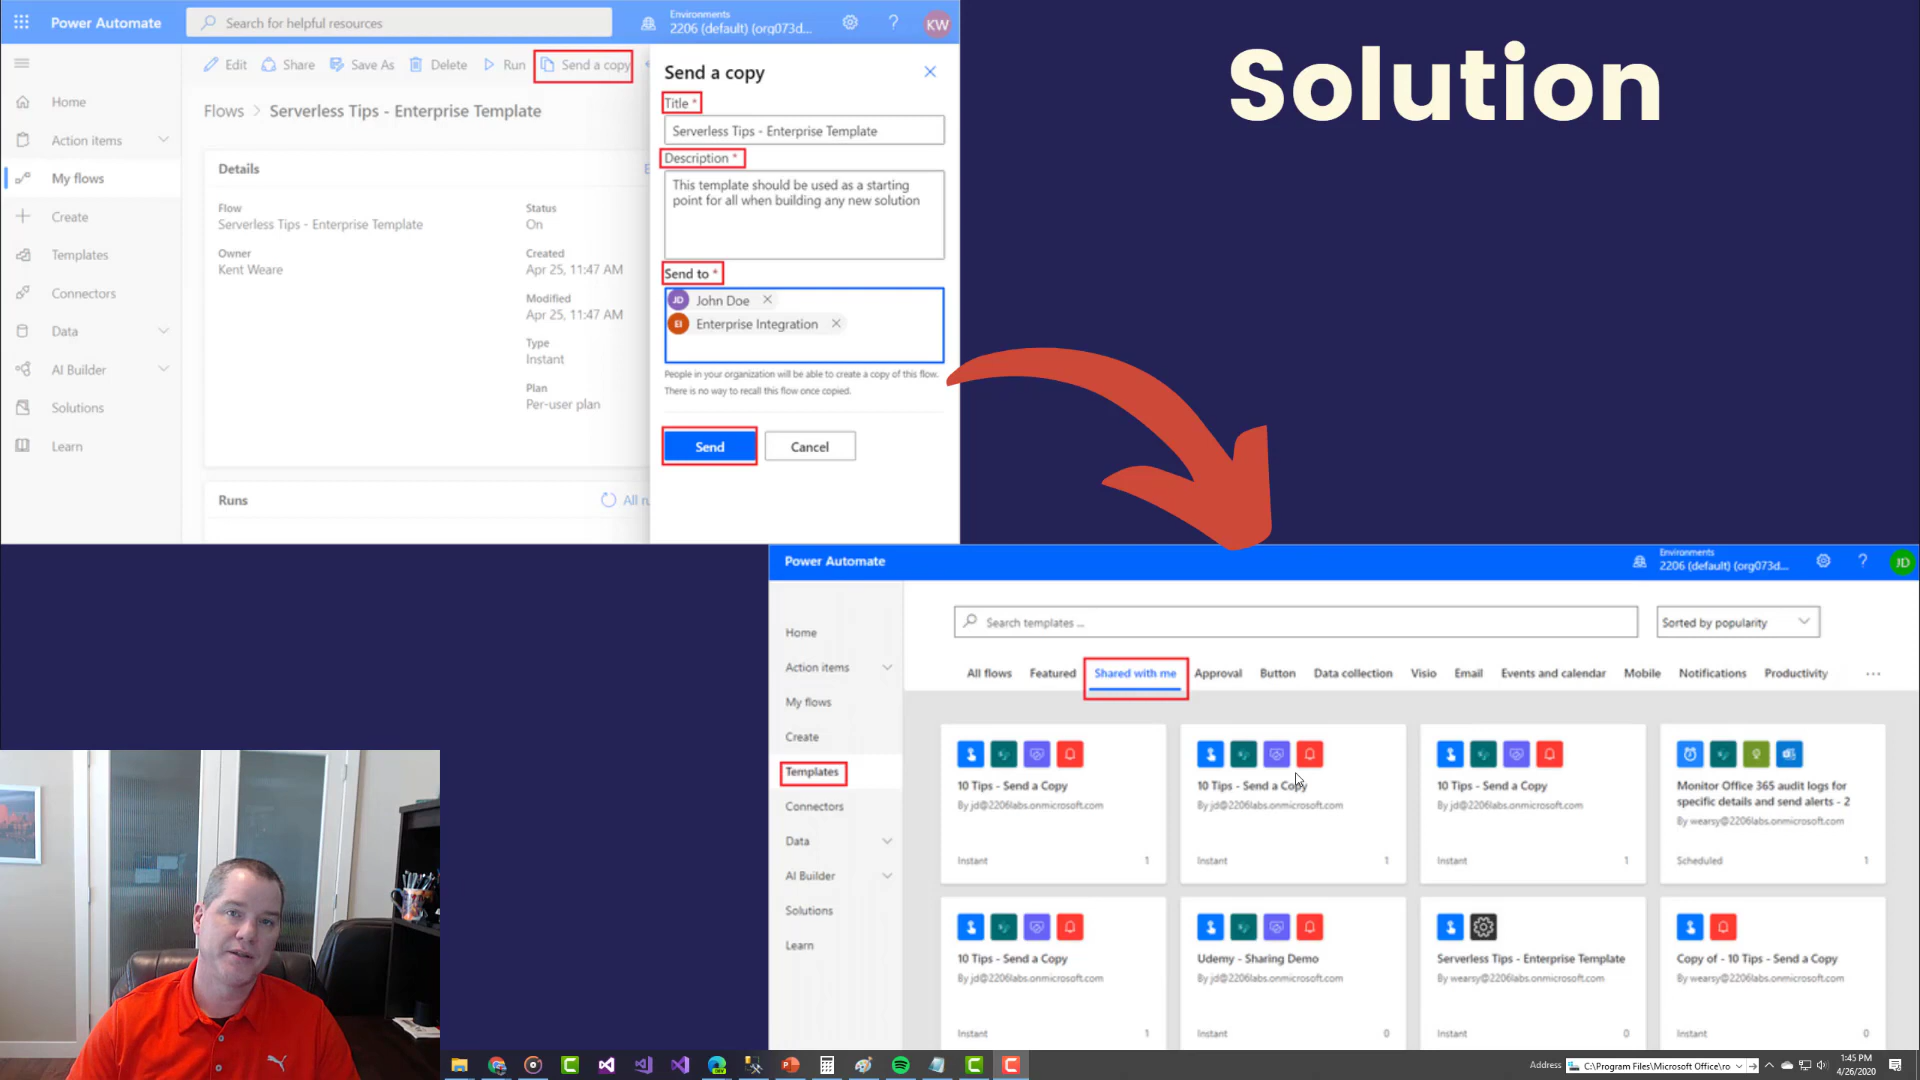 Power Automate
Search for helpful resources
Environments
2206 (default) (org073d...
KW
Edit
Share
Save As
Delete
Run
Send a copy
Flows > Serverless Tips - Enterprise Template
Home
Action items
My flows
Create
Templates
Connectors
Data
AI Builder
Solutions
Learn
Details
Flow
Serverless Tips - Enterprise Template
Owner
Kent Weare
Status
On
Created
Apr 25, 11:47 AM
Modified
Apr 25, 11:47 AM
Type
Instant
Plan
Per-user plan
Runs
Send a copy
Title *
Serverless Tips - Enterprise Template
Description *
This template should be used as a starting
point for all when building any new solution
Send to *
JD John Doe
EI Enterprise Integration
People in your organization will be able to create a copy of this flow.
There is no way to recall this flow once copied.
Send
Cancel
Solution
Power Automate
Environments
2206 (default) (org073d...
?
JD
Home
Action items
My flows
Create
Templates
Connectors
Data
AI Builder
Solutions
Learn
Search templates ...
Sorted by popularity
All flows
Featured
Shared with me
Approval
Button
Data collection
Visio
Email
Events and calendar
Mobile
Notifications
Productivity
...
10 Tips - Send a Copy
By jd@2206labs.onmicrosoft.com
Instant 1
10 Tips - Send a Copy
By jd@2206labs.onmicrosoft.com
Instant 1
10 Tips - Send a Copy
By jd@2206labs.onmicrosoft.com
Instant 1
Monitor Office 365 audit logs for
specific details and send alerts - 2
By wearsy@2206labs.onmicrosoft.com
Scheduled 1
10 Tips - Send a Copy
By jd@2206labs.onmicrosoft.com
Instant 1
Udemy - Sharing Demo
By jd@2206labs.onmicrosoft.com
Instant 0
Serverless Tips - Enterprise Template
By wearsy@2206labs.onmicrosoft.com
Instant 0
Copy of - 10 Tips - Send a Copy
By wearsy@2206labs.onmicrosoft.com
Instant 0
Address
C:\Program Files\Microsoft Office\ro
1:45 PM
4/26/2020